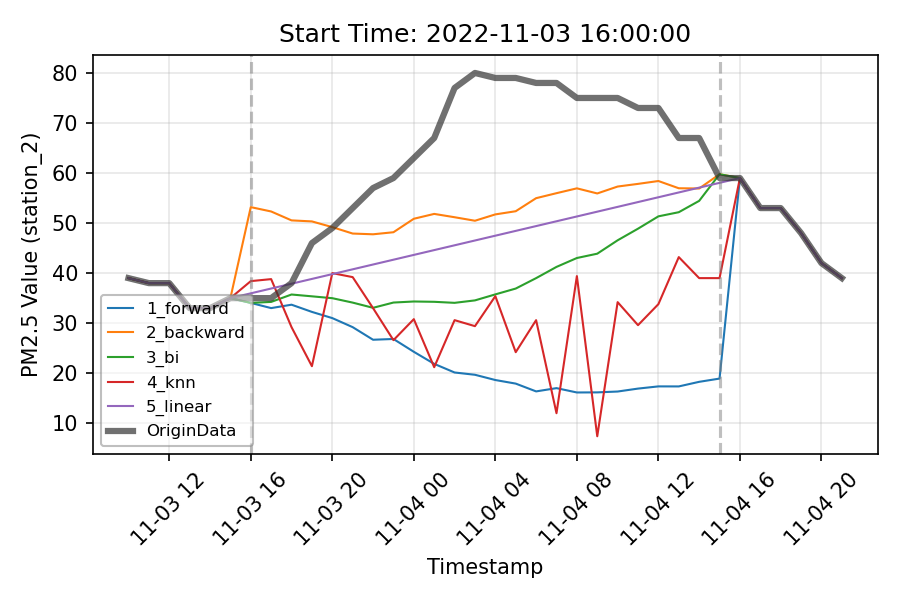 Start Time: 2022-11-03 16:00:00
PM2.5 Value (station_2)
80
70
60
50
40
30
20
10
1_forward
2_backward
3_bi
4_knn
5_linear
OriginData
11-03 12
11-03 16
11-03 20
11-04 00
11-04 04
11-04 08
11-04 12
11-04 16
11-04 20
Timestamp